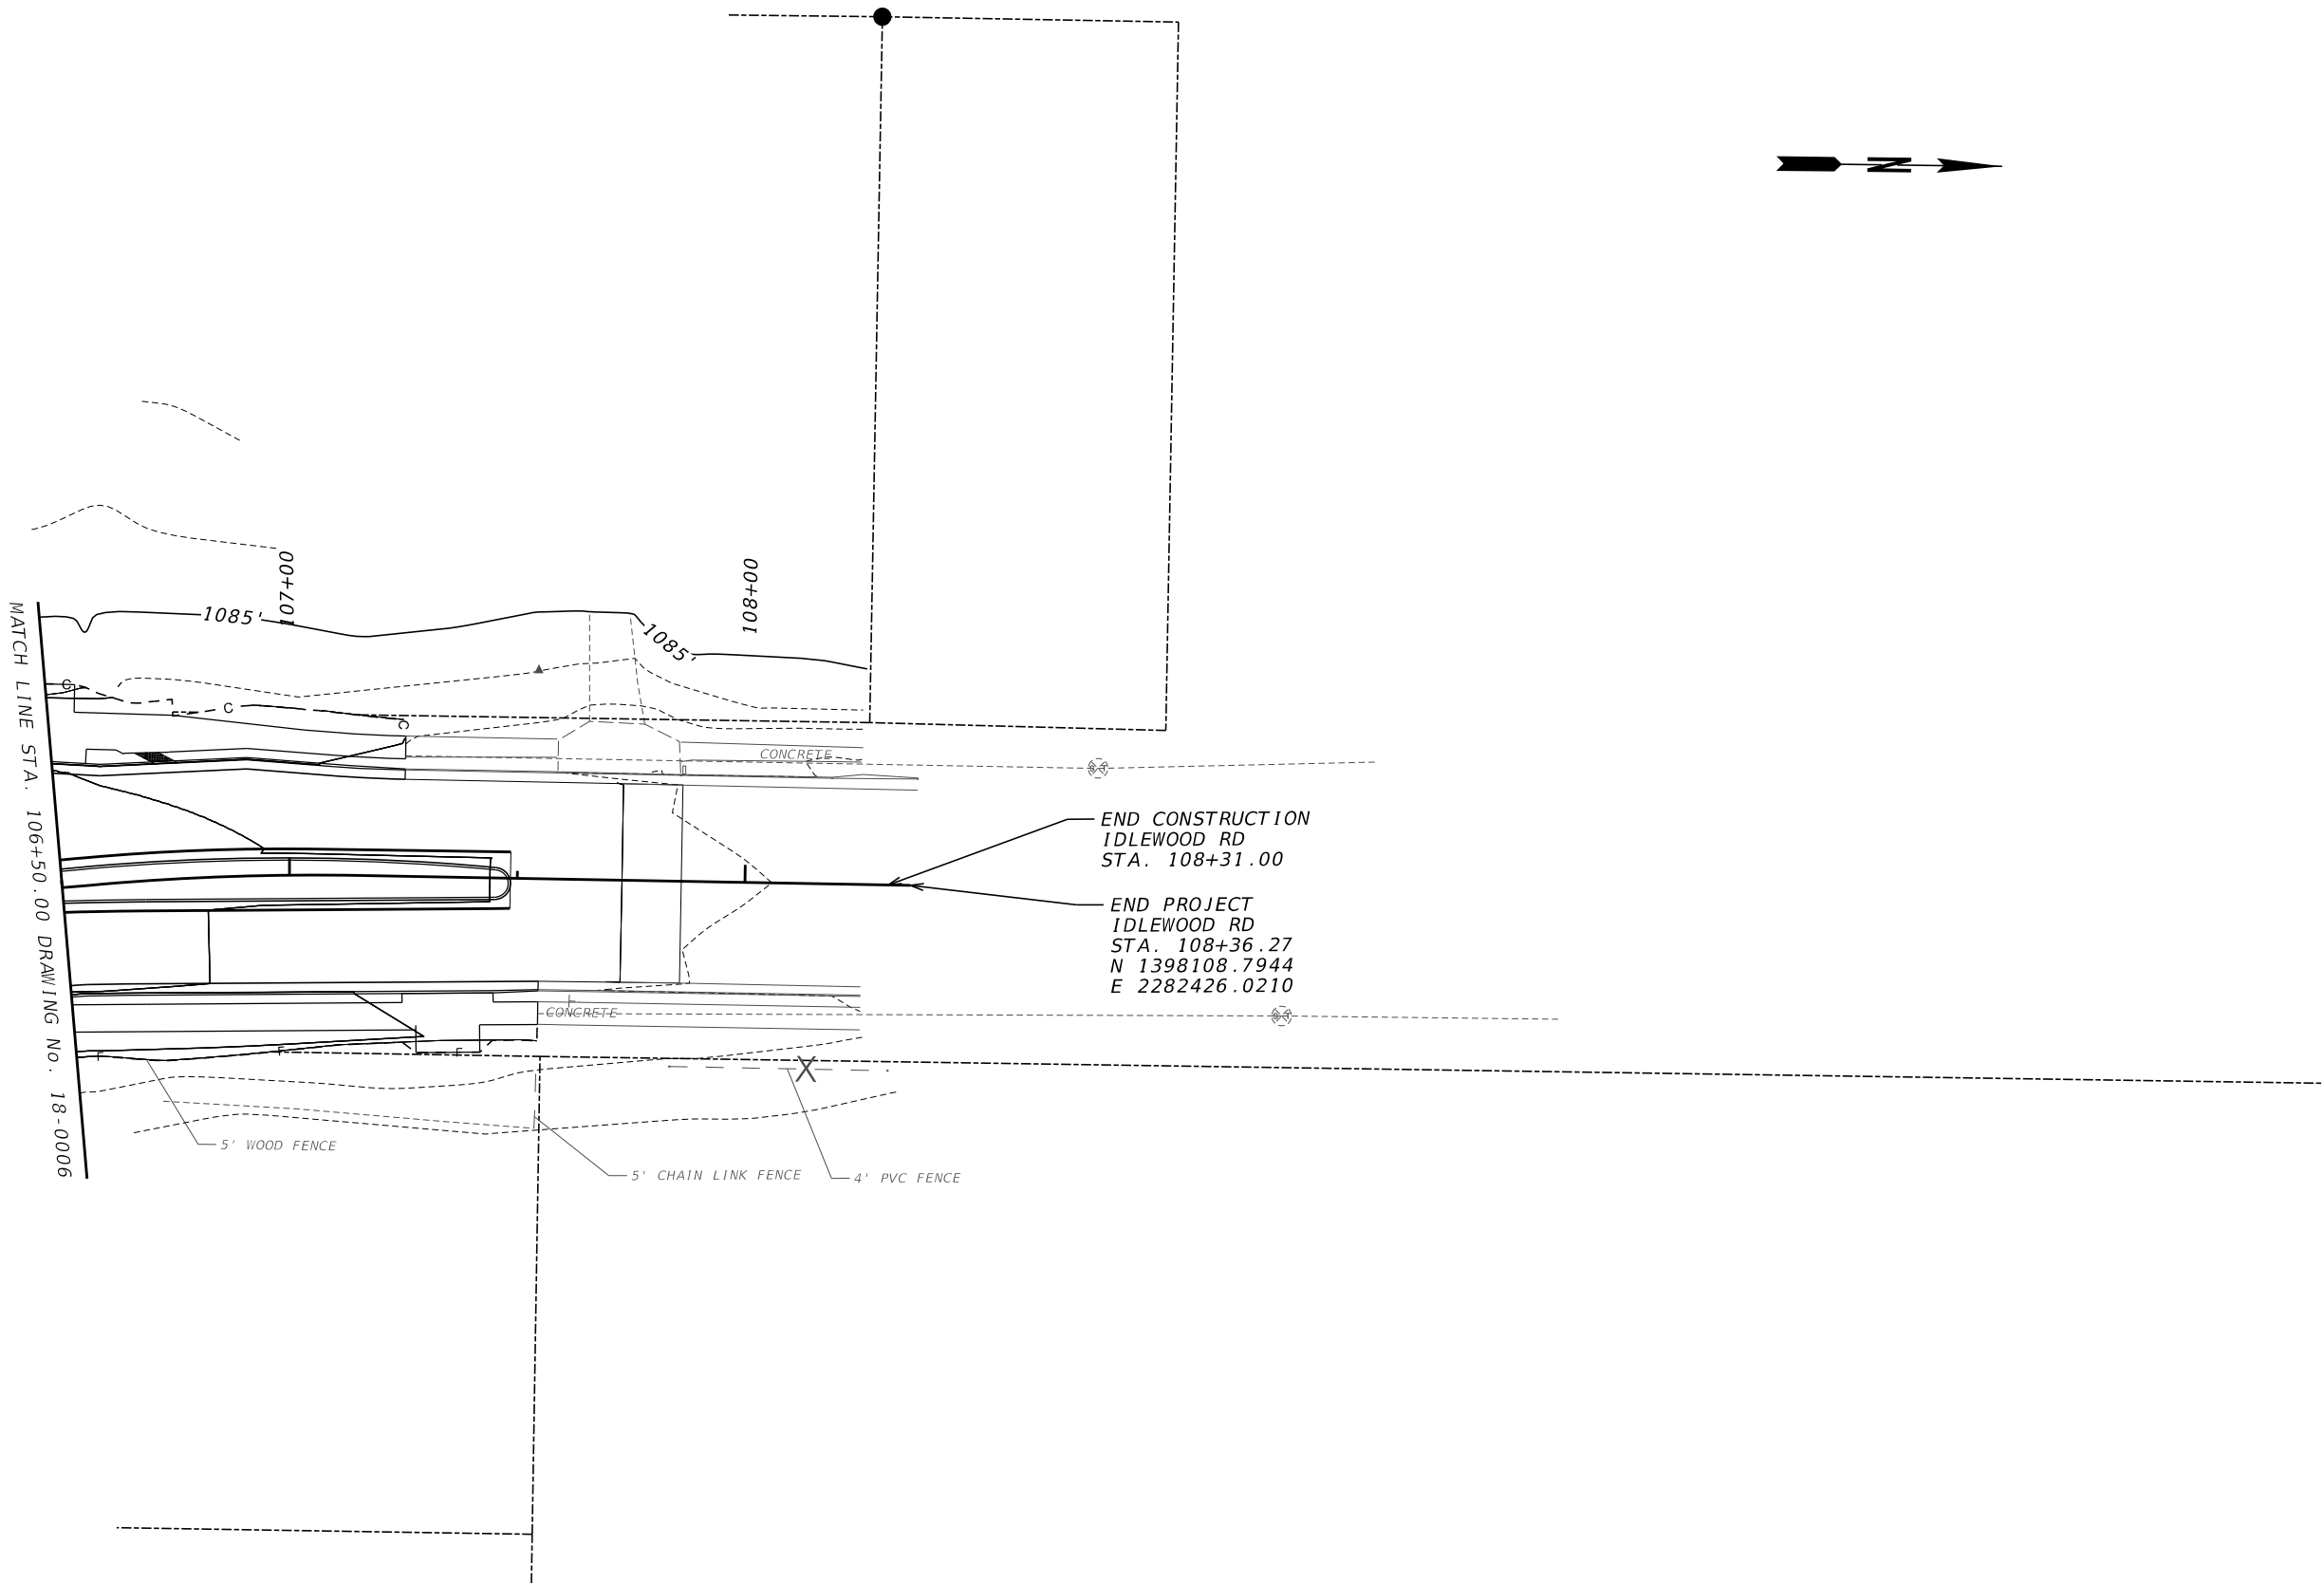 N
107+00
108+00
1085'
1085'
MATCH LINE STA. 106+50.00 DRAWING No. 18-0006
C
C
C
CONCRETE
END CONSTRUCTION
IDLEWOOD RD
STA. 108+31.00
END PROJECT
IDLEWOOD RD
STA. 108+36.27
N 1398108.7944
E 2282426.0210
CONCRETE
F
F
F
X
5' WOOD FENCE
5' CHAIN LINK FENCE
4' PVC FENCE